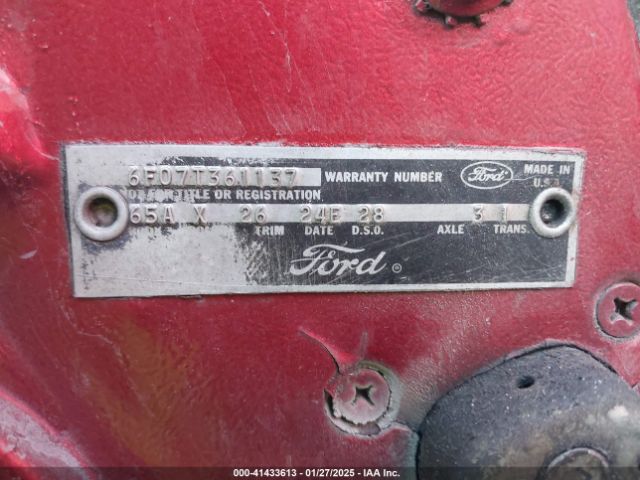 6F07T361137 WARRANTY NUMBER Ford MADE IN U.S.A.
NOT FOR TITLE OR REGISTRATION
65A X 26 24E 28 3 1
TRIM DATE D.S.O. AXLE TRANS.
Ford
000-41433613 - 01/27/2025 - IAA Inc.